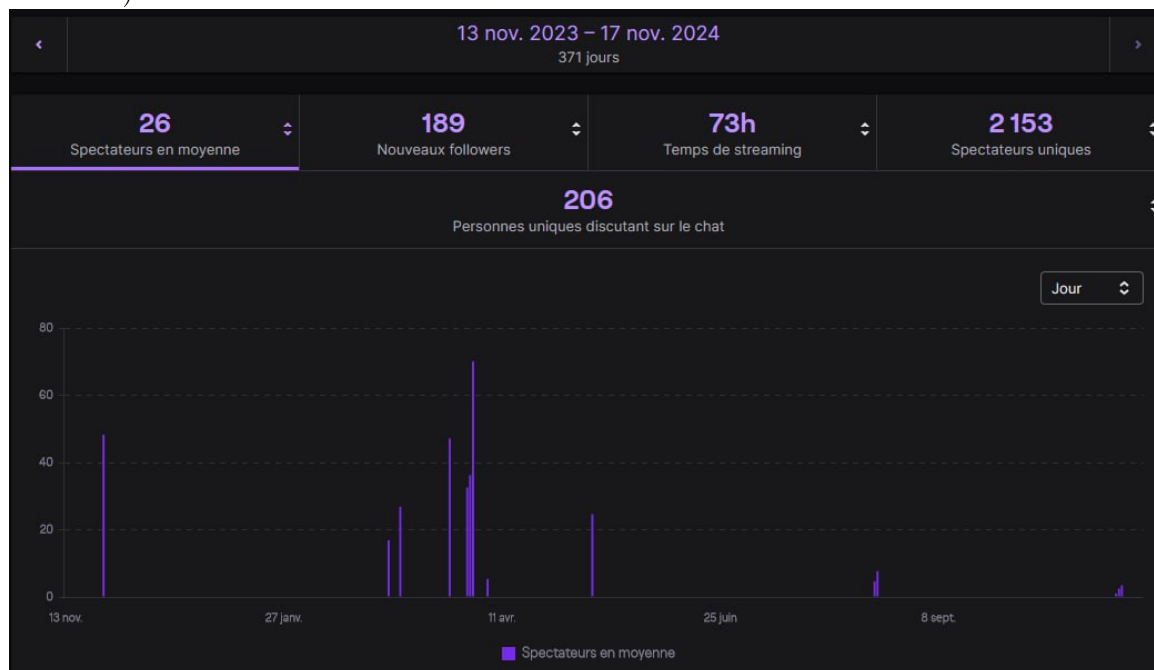 13 nov. 2023 – 17 nov. 2024
371 jours
26
Spectateurs en moyenne
189
Nouveaux followers
73h
Temps de streaming
2 153
Spectateurs uniques
206
Personnes uniques discutant sur le chat
Jour
80
60
40
20
0
13 nov. 27 janv. 11 avr. 25 juin 8 sept.
Spectateurs en moyenne